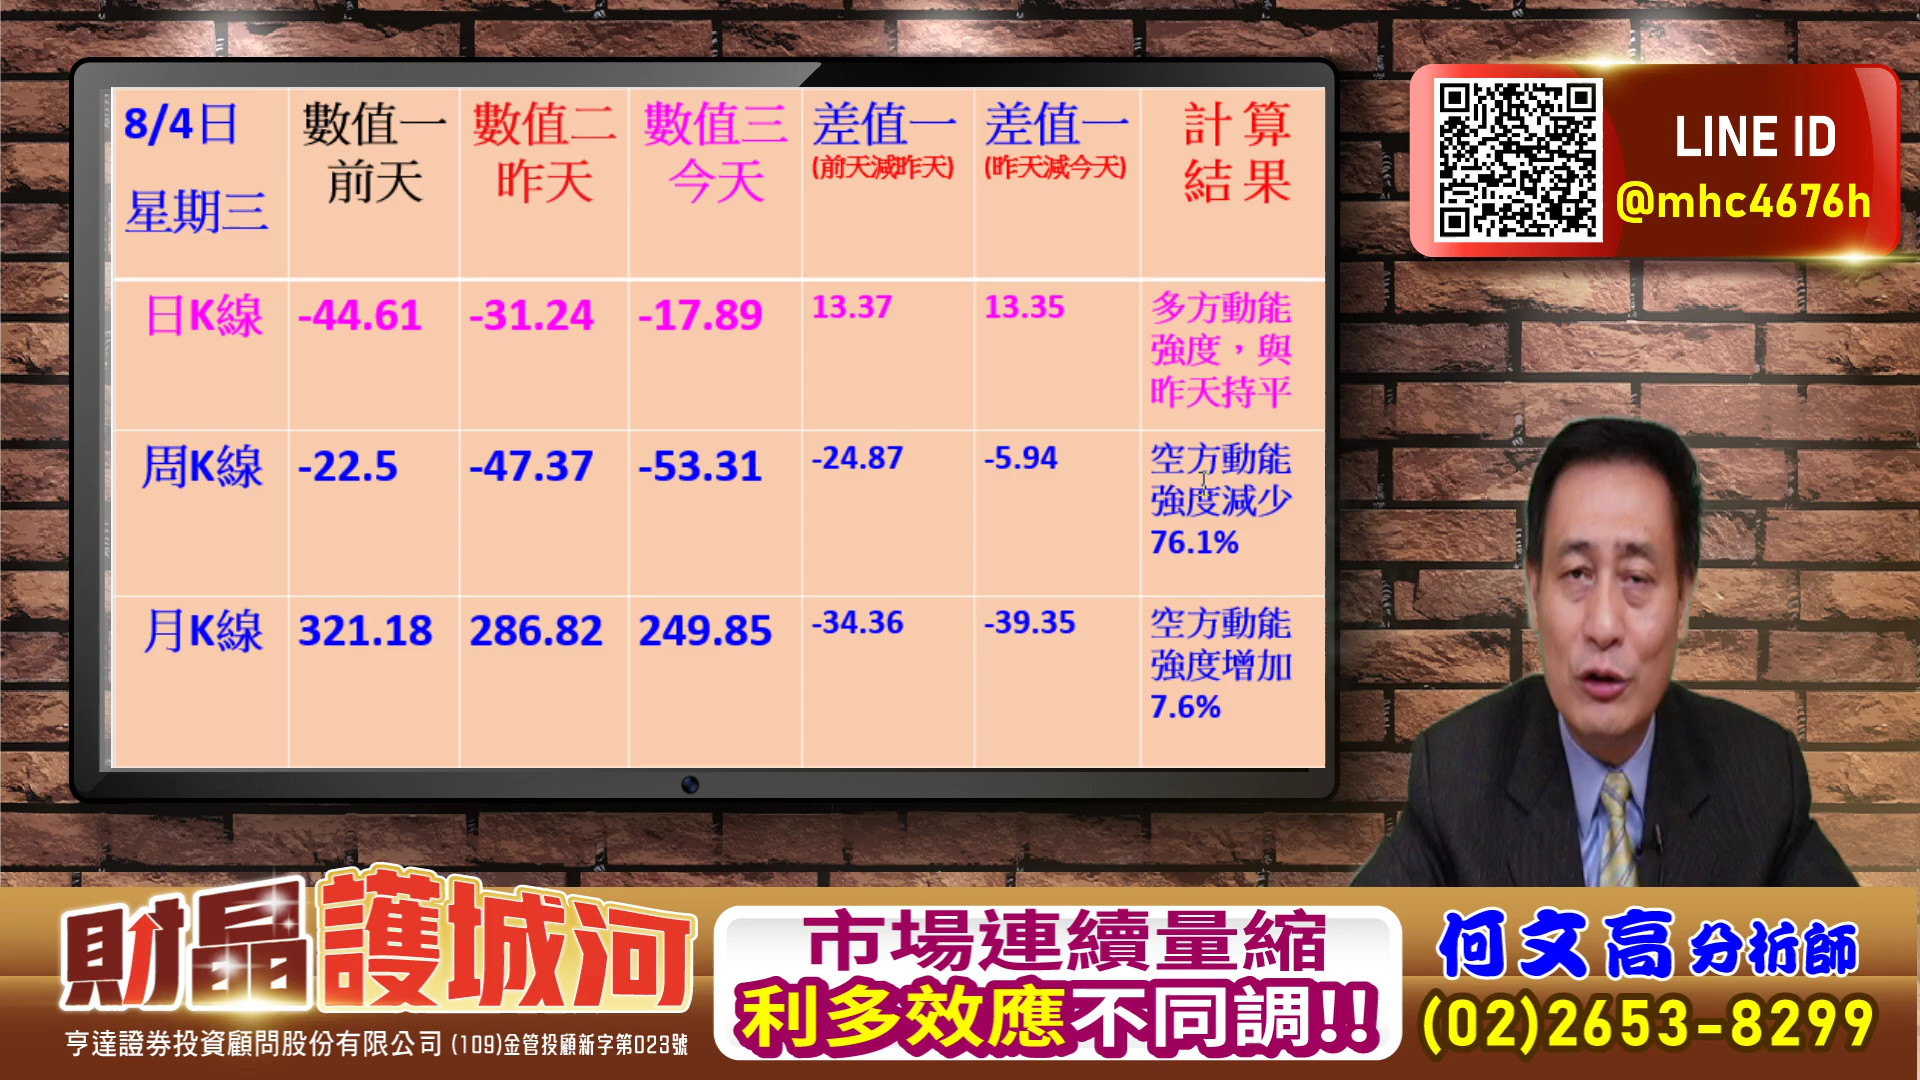 8/4日
星期三
數值一
前天
數值二
昨天
數值三
今天
差值一
(前天減昨天)
差值一
(昨天減今天)
計算
結果
日K線
-44.61
-31.24
-17.89
13.37
13.35
多方動能
強度，與
昨天持平
周K線
-22.5
-47.37
-53.31
-24.87
-5.94
空方動能
強度減少
76.1%
月K線
321.18
286.82
249.85
-34.36
-39.35
空方動能
強度增加
7.6%
LINE ID
@mhc4676h
財晶護城河
亨達證券投資顧問股份有限公司 (109)金管投顧新字第023號
市場連續量縮
利多效應不同調!!
何文高分析師
(02)2653-8299